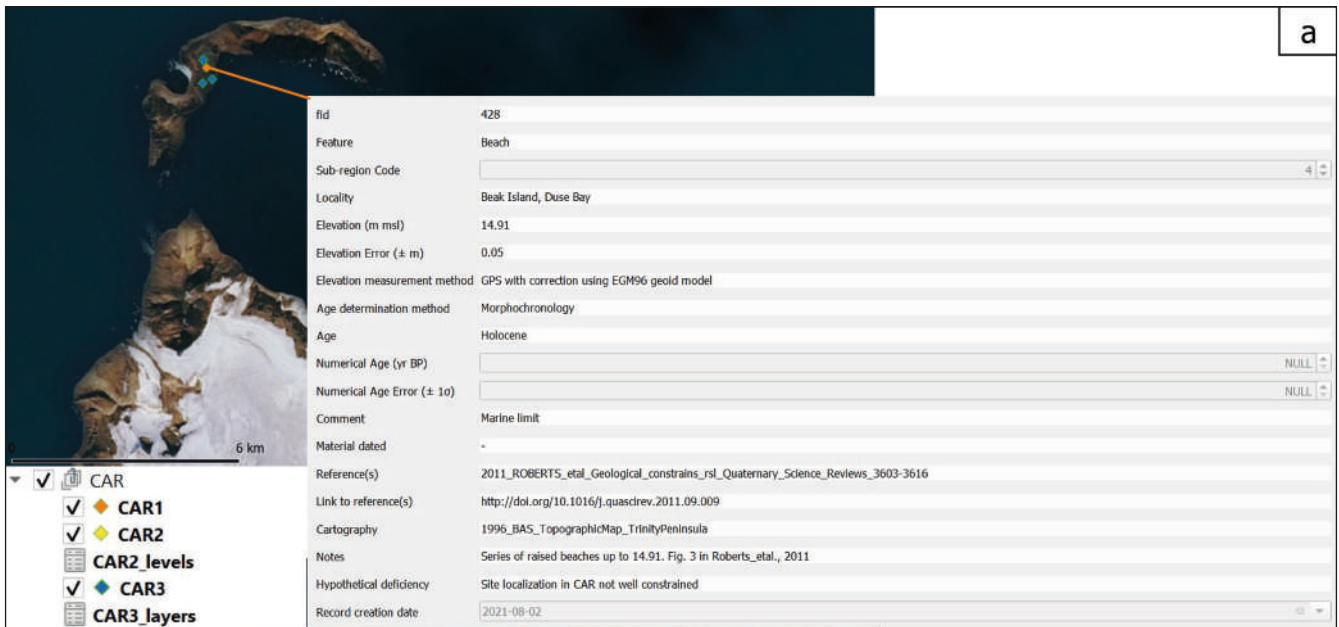 a
fid 428
Feature Beach
Sub-region Code 4
Locality Beak Island, Duse Bay
Elevation (m msl) 14.91
Elevation Error (± m) 0.05
Elevation measurement method GPS with correction using EGM96 geoid model
Age determination method Morphochronology
Age Holocene
Numerical Age (yr BP) NULL
Numerical Age Error (± 1σ) NULL
Comment Marine limit
Material dated -
Reference(s) 2011_ROBERTS_etal_Geological_constrains_rsl_Quaternary_Science_Reviews_3603-3616
Link to reference(s) http://doi.org/10.1016/j.quascirev.2011.09.009
Cartography 1996_BAS_TopographicMap_TrinityPeninsula
Notes Series of raised beaches up to 14.91. Fig. 3 in Roberts_etal., 2011
Hypothetical deficiency Site localization in CAR not well constrained
Record creation date 2021-08-02
0 6 km
CAR
CAR1
CAR2
CAR2_levels
CAR3
CAR3_layers